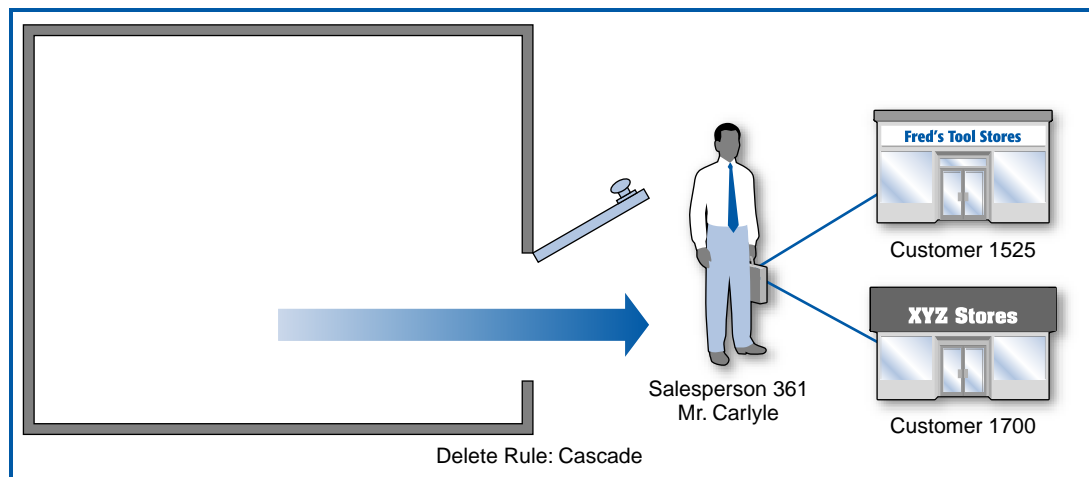 Fred's Tool Stores
Customer 1525
XYZ Stores
Salesperson 361
Mr. Carlyle
Customer 1700
Delete Rule: Cascade